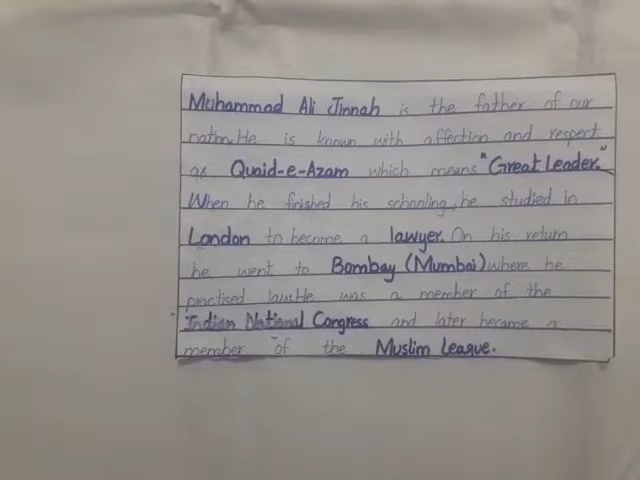 Muhammad Ali Jinnah is the father of our
nation. He is known with affection and respect
as Quaid-e-Azam which means "Great Leader."
When he finished his schooling, he studied in
London to become a lawyer. On his return
he went to Bombay (Mumbai) where he
practised law. He was a member of the
Indian National Congress and later became a
member of the Muslim League.